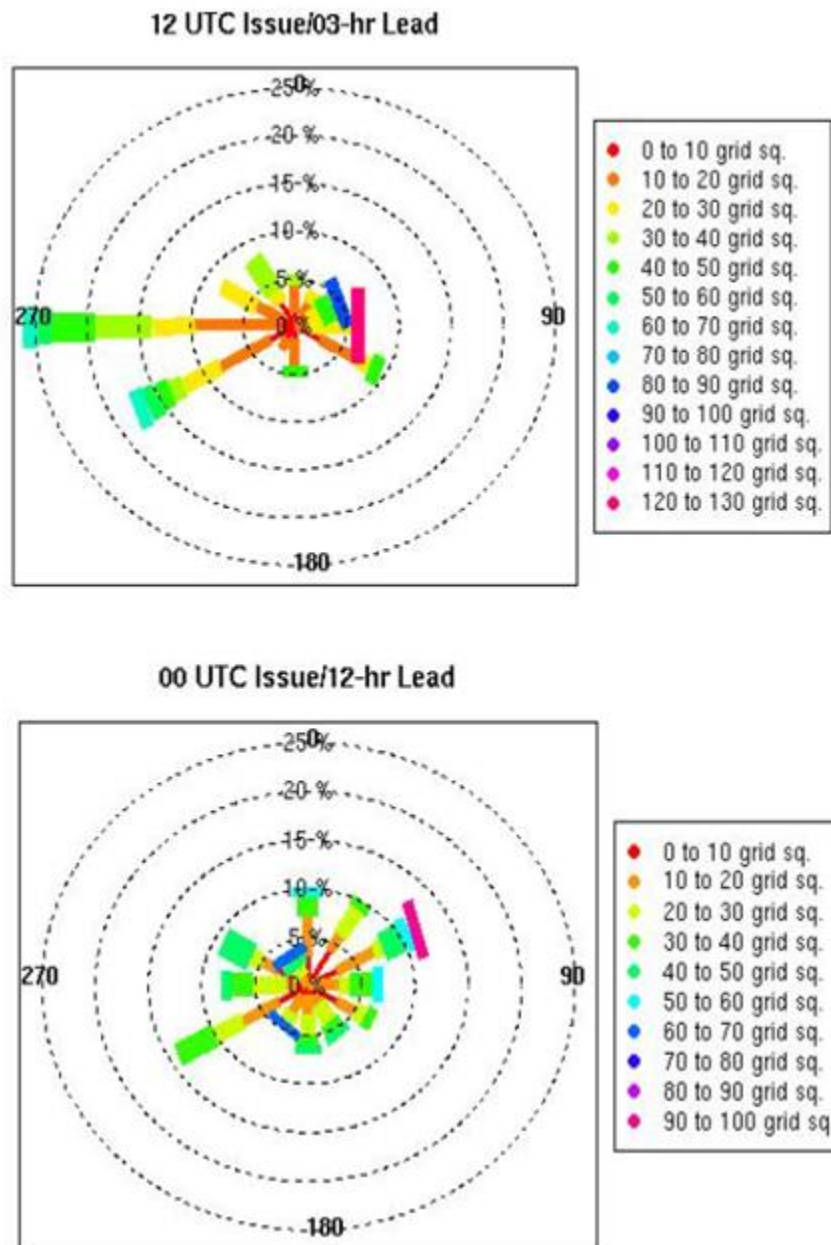 12 UTC Issue/03-hr Lead
0
25 %
20 %
15 %
10 %
5 %
0 %
270
90
180
0 to 10 grid sq.
10 to 20 grid sq.
20 to 30 grid sq.
30 to 40 grid sq.
40 to 50 grid sq.
50 to 60 grid sq.
60 to 70 grid sq.
70 to 80 grid sq.
80 to 90 grid sq.
90 to 100 grid sq.
100 to 110 grid sq.
110 to 120 grid sq.
120 to 130 grid sq.
00 UTC Issue/12-hr Lead
0
25 %
20 %
15 %
10 %
5 %
0 %
270
90
180
0 to 10 grid sq.
10 to 20 grid sq.
20 to 30 grid sq.
30 to 40 grid sq.
40 to 50 grid sq.
50 to 60 grid sq.
60 to 70 grid sq.
70 to 80 grid sq.
80 to 90 grid sq.
90 to 100 grid sq